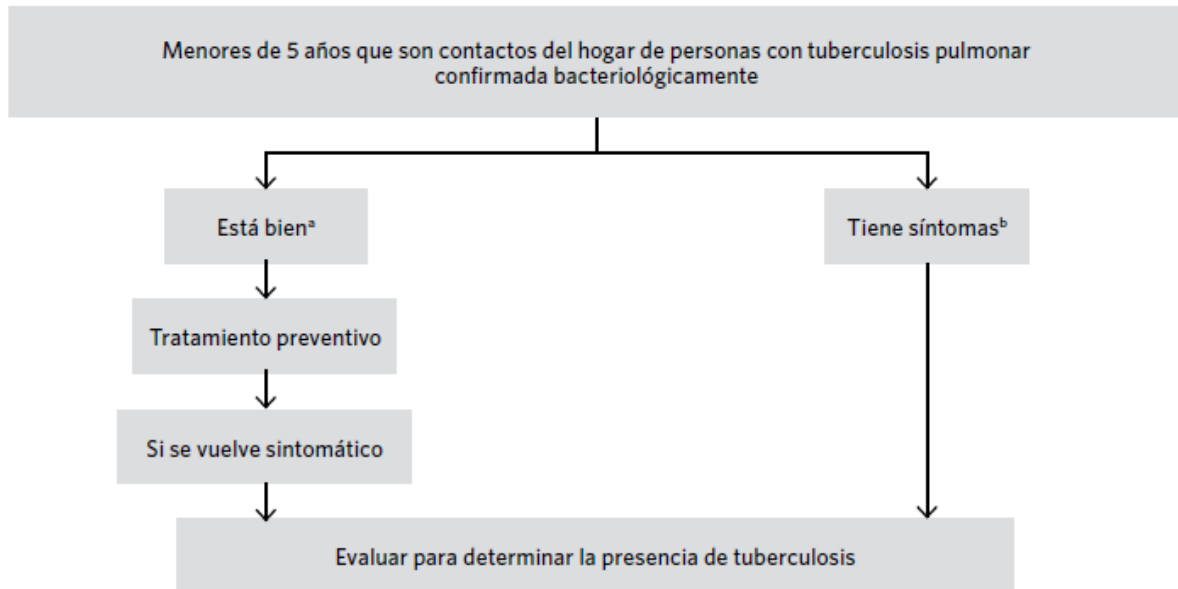 Menores de 5 años que son contactos del hogar de personas con tuberculosis pulmonar
confirmada bacteriológicamente
Está bienᵃ
Tiene síntomasᵇ
Tratamiento preventivo
Si se vuelve sintomático
Evaluar para determinar la presencia de tuberculosis